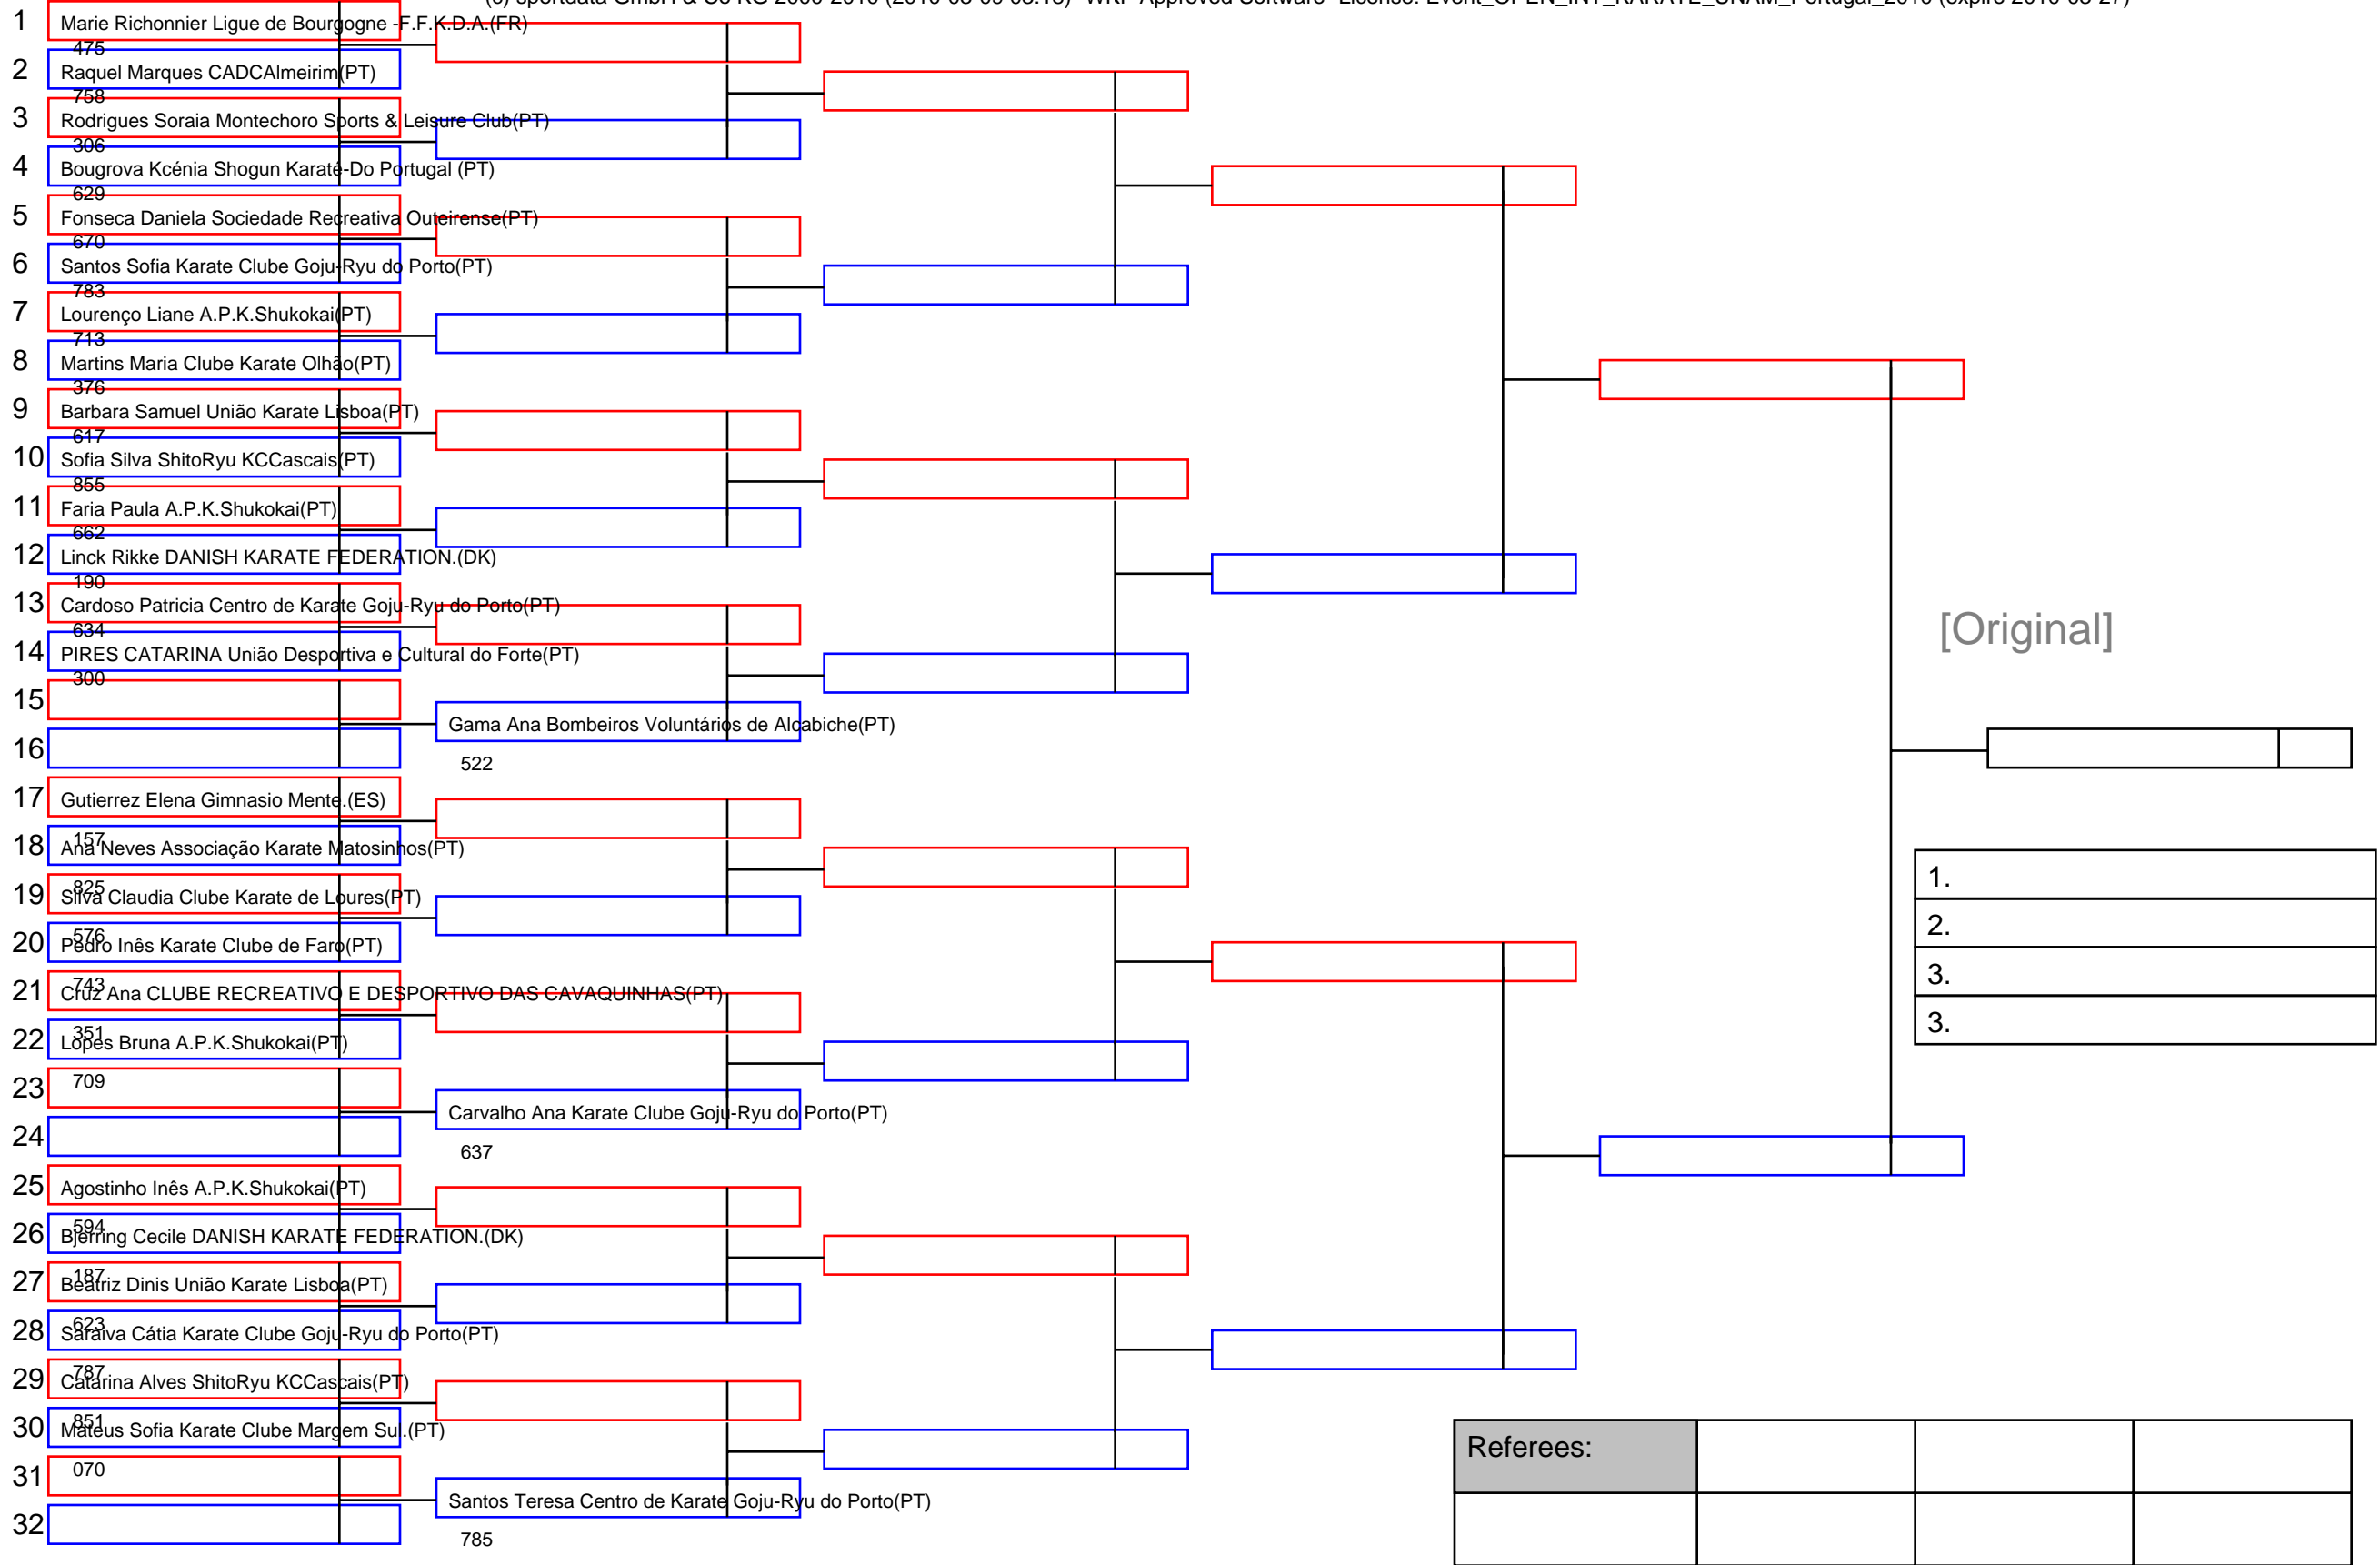 1 Marie Richonnier Ligue de Bourgogne -F.F.K.D.A.(FR)
475
2 Raquel Marques CADCAlmeirim(PT)
758
3 Rodrigues Soraia Montechoro Sports & Leisure Club(PT)
306
4 Bougrova Kcénia Shogun Karaté-Do Portugal (PT)
629
5 Fonseca Daniela Sociedade Recreativa Outeirense(PT)
670
6 Santos Sofia Karate Clube Goju-Ryu do Porto(PT)
783
7 Lourenço Liane A.P.K.Shukokai(PT)
713
8 Martins Maria Clube Karate Olhão(PT)
376
9 Barbara Samuel União Karate Lisboa(PT)
617
10 Sofia Silva ShitoRyu KCCascais(PT)
855
11 Faria Paula A.P.K.Shukokai(PT)
662
12 Linck Rikke DANISH KARATE FEDERATION.(DK)
190
13 Cardoso Patricia Centro de Karate Goju-Ryu do Porto(PT)
634
14 PIRES CATARINA União Desportiva e Cultural do Forte(PT)
300
15
Gama Ana Bombeiros Voluntários de Alcabiche(PT)
16
522
17 Gutierrez Elena Gimnasio Mente.(ES)
157
18 Ana Neves Associação Karate Matosinhos(PT)
825
19 Silva Claudia Clube Karate de Loures(PT)
576
20 Pedro Inês Karate Clube de Faro(PT)
743
21 Cruz Ana CLUBE RECREATIVO E DESPORTIVO DAS CAVAQUINHAS(PT)
351
22 Lopes Bruna A.P.K.Shukokai(PT)
709
23
Carvalho Ana Karate Clube Goju-Ryu do Porto(PT)
24
637
25 Agostinho Inês A.P.K.Shukokai(PT)
594
26 Bjerring Cecile DANISH KARATE FEDERATION.(DK)
187
27 Beatriz Dinis União Karate Lisboa(PT)
623
28 Saraiva Cátia Karate Clube Goju-Ryu do Porto(PT)
787
29 Catarina Alves ShitoRyu KCCascais(PT)
851
30 Mateus Sofia Karate Clube Margem Sul.(PT)
070
31
Santos Teresa Centro de Karate Goju-Ryu do Porto(PT)
32
785
[Original]
1.
2.
3.
3.
Referees: